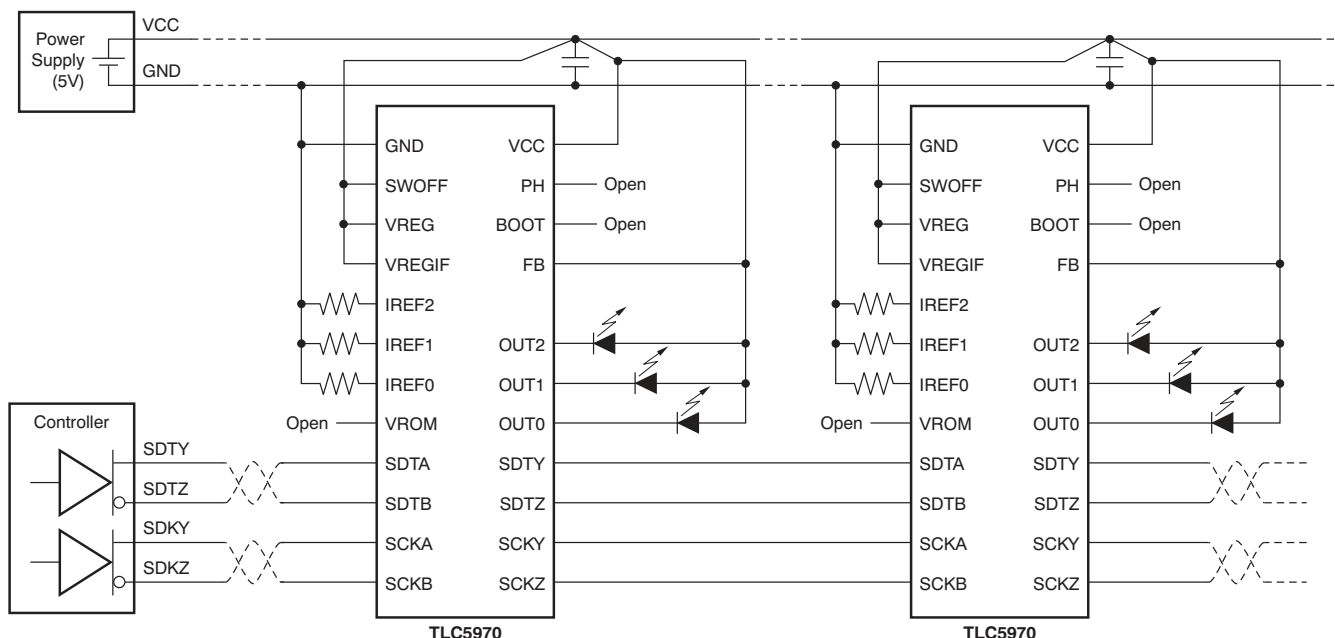 VCC
Power
Supply
(5V)
GND
GND VCC
SWOFF PH Open
VREG BOOT Open
VREGIF FB
IREF2
IREF1 OUT2
IREF0 OUT1
Open VROM OUT0
SDTA SDTY
SDTB SDTZ
SCKA SCKY
SCKB SCKZ
TLC5970
GND VCC
SWOFF PH Open
VREG BOOT Open
VREGIF FB
IREF2
IREF1 OUT2
IREF0 OUT1
Open VROM OUT0
SDTA SDTY
SDTB SDTZ
SCKA SCKY
SCKB SCKZ
TLC5970
Controller
SDTY
SDTZ
SDKY
SDKZ